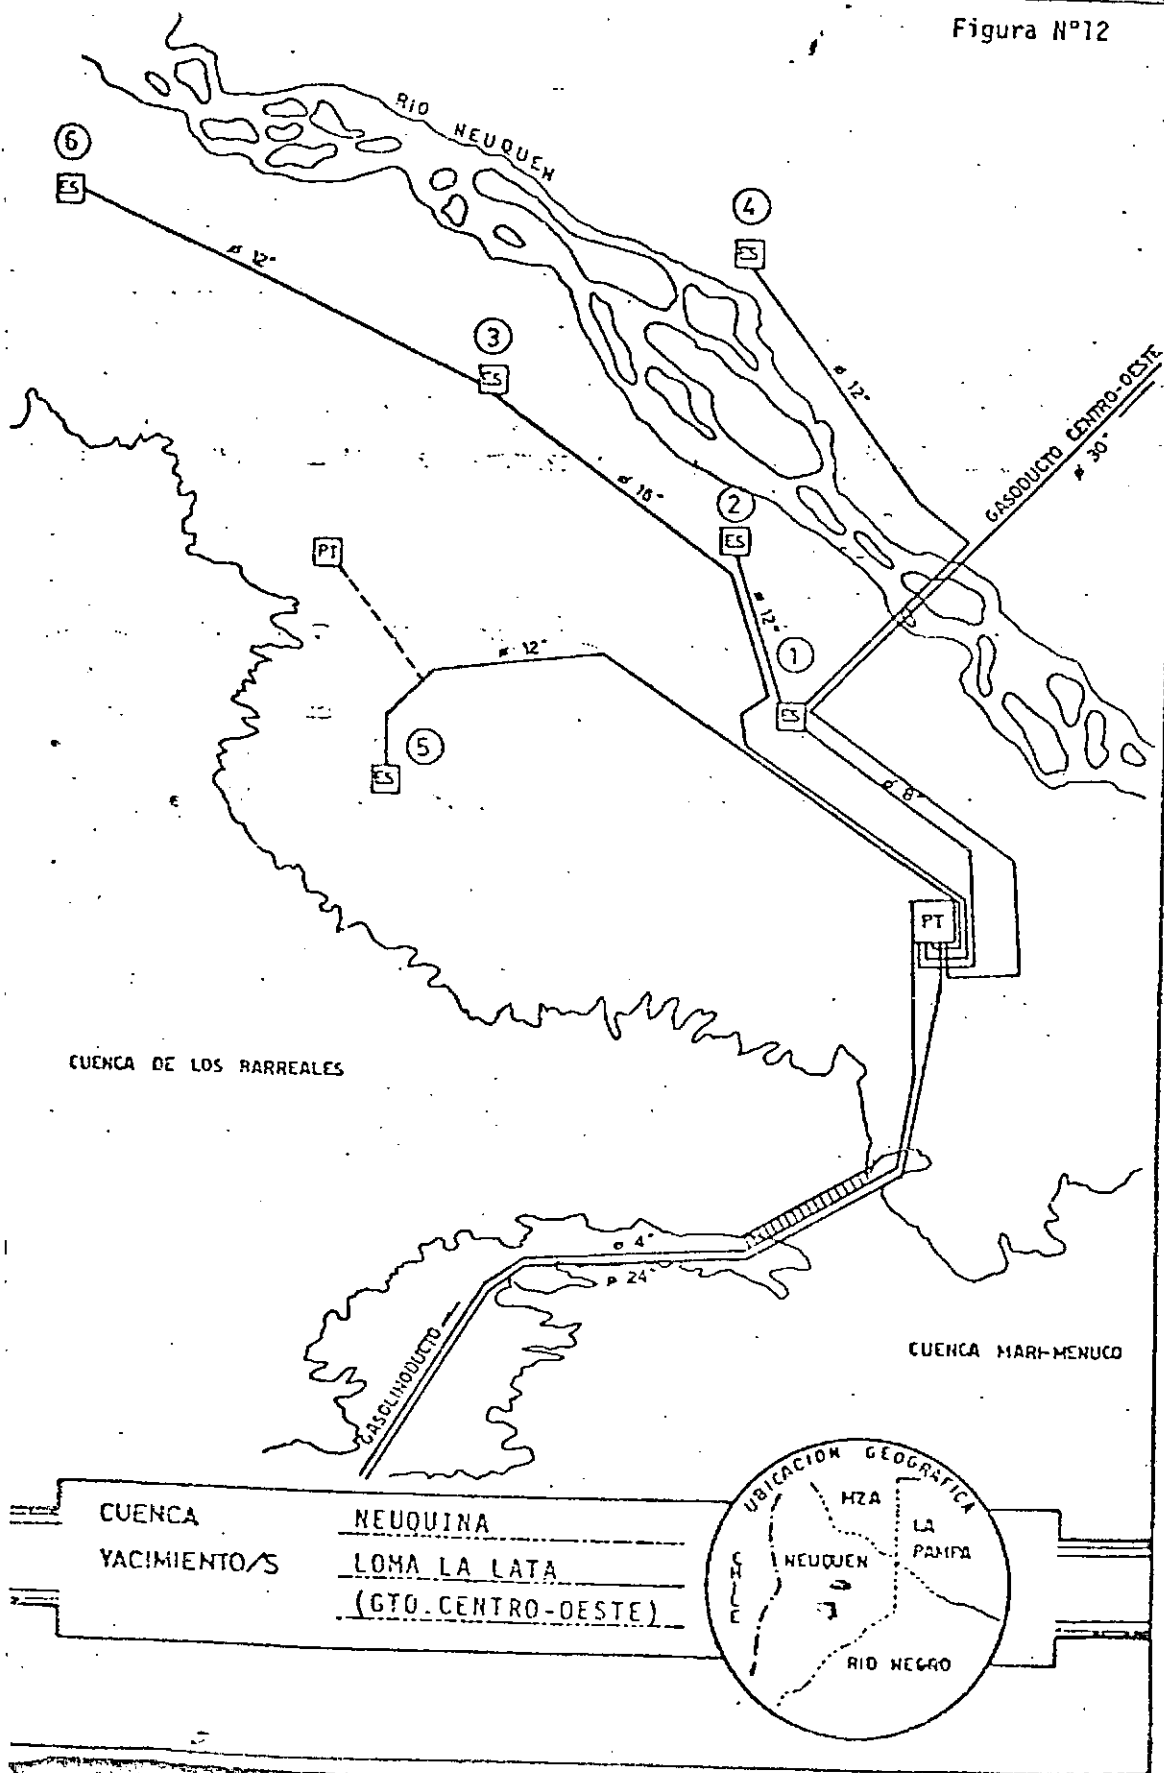 Figura N°12
RIO NEUQUEN
6
ES
ø 12"
4
ES
ø 12"
3
ES
ø 16"
GASODUCTO CENTRO-OESTE
ø 30"
2
ES
ø 12"
PT
1
ES
ø 12"
5
ES
ø 8"
PT
CUENCA DE LOS BARREALES
ø 4"
ø 24"
GASOLINODUCTO
CUENCA MARI-MENUCO
CUENCA NEUQUINA
YACIMIENTO/S LOMA LA LATA
(GTO.CENTRO-OESTE)
UBICACION GEOGRAFICA
MZA
LA PAMPA
CHILE
NEUQUEN
RIO NEGRO